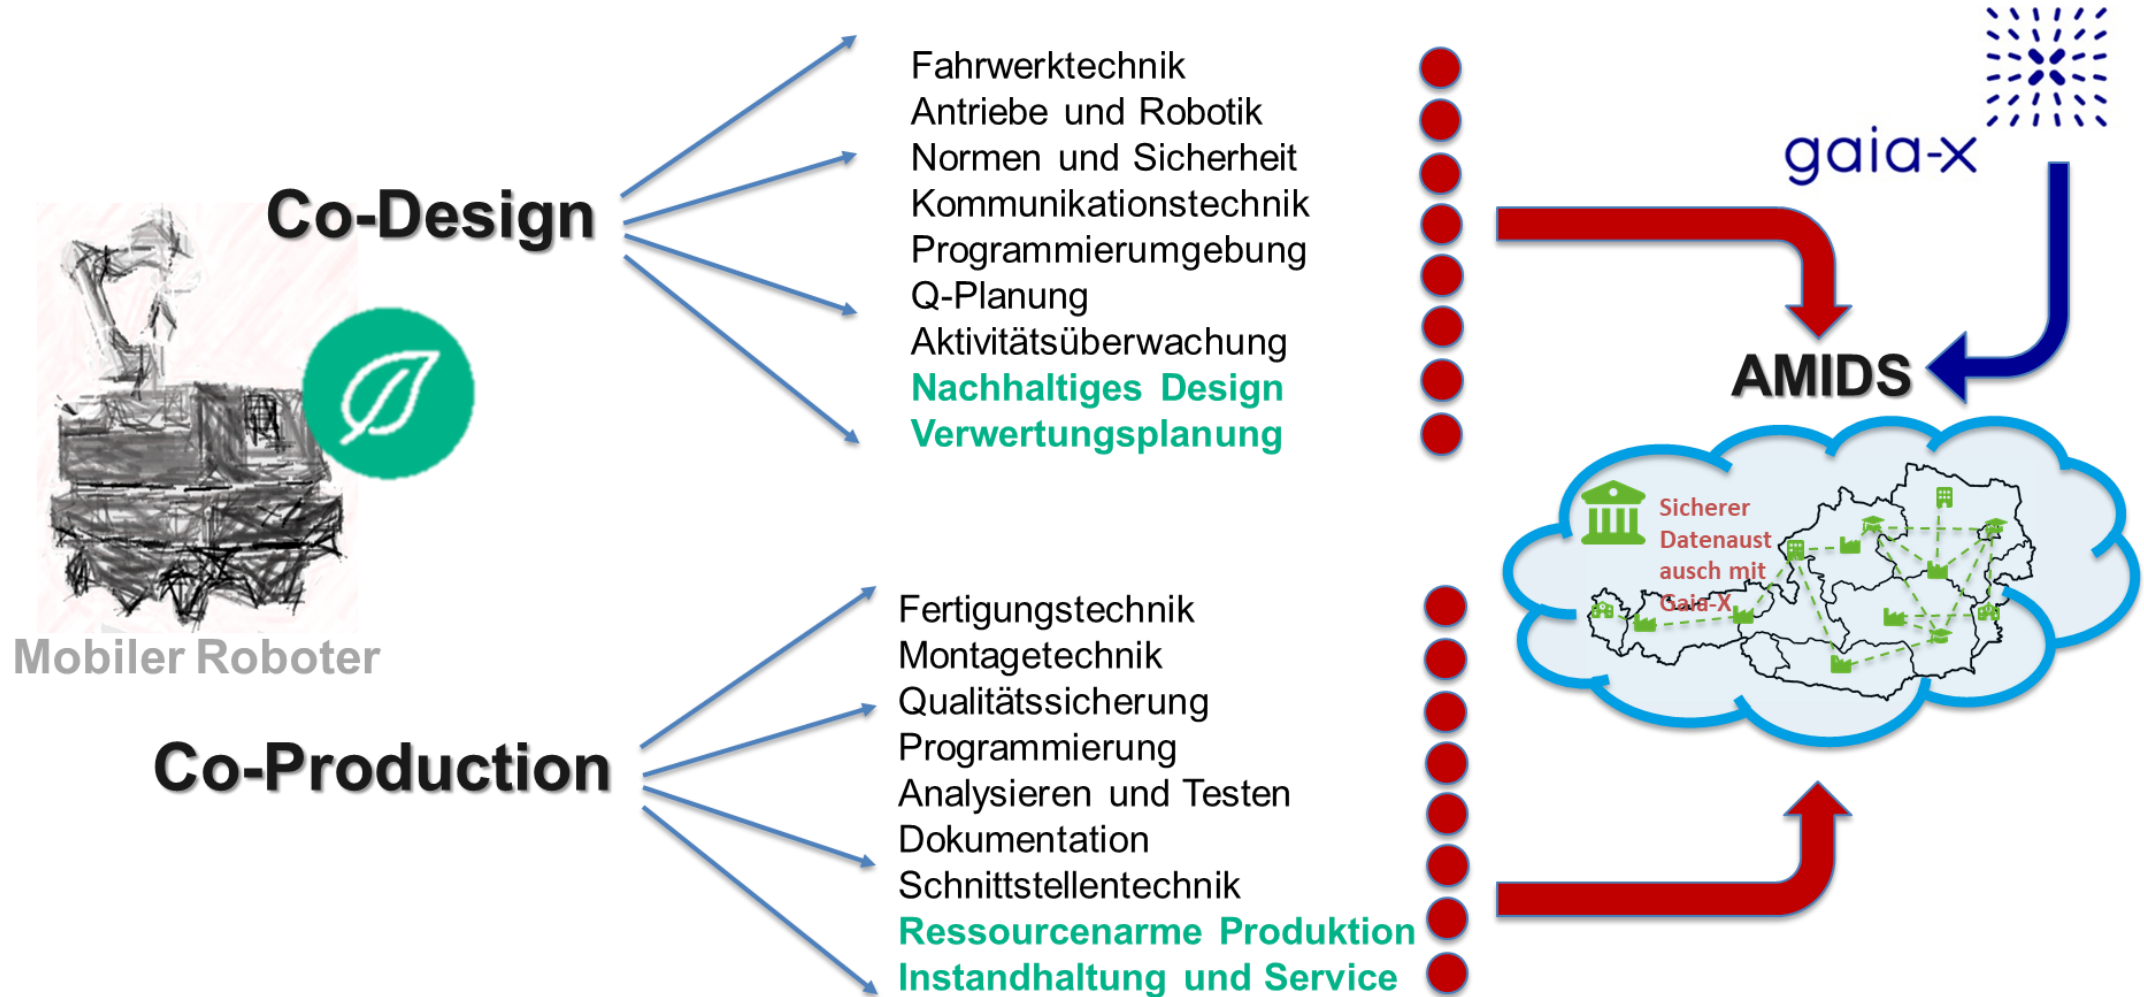 Co-Design
Mobiler Roboter
Co-Production
Fahrwerktechnik
Antriebe und Robotik
Normen und Sicherheit
Kommunikationstechnik
Programmierumgebung
Q-Planung
Aktivitätsüberwachung
Nachhaltiges Design
Verwertungsplanung
Fertigungstechnik
Montagetechnik
Qualitätssicherung
Programmierung
Analysieren und Testen
Dokumentation
Schnittstellentechnik
Ressourcenarme Produktion
Instandhaltung und Service
gaia-x
AMIDS
Sicherer
Datenaust
ausch mit
Gaia-X